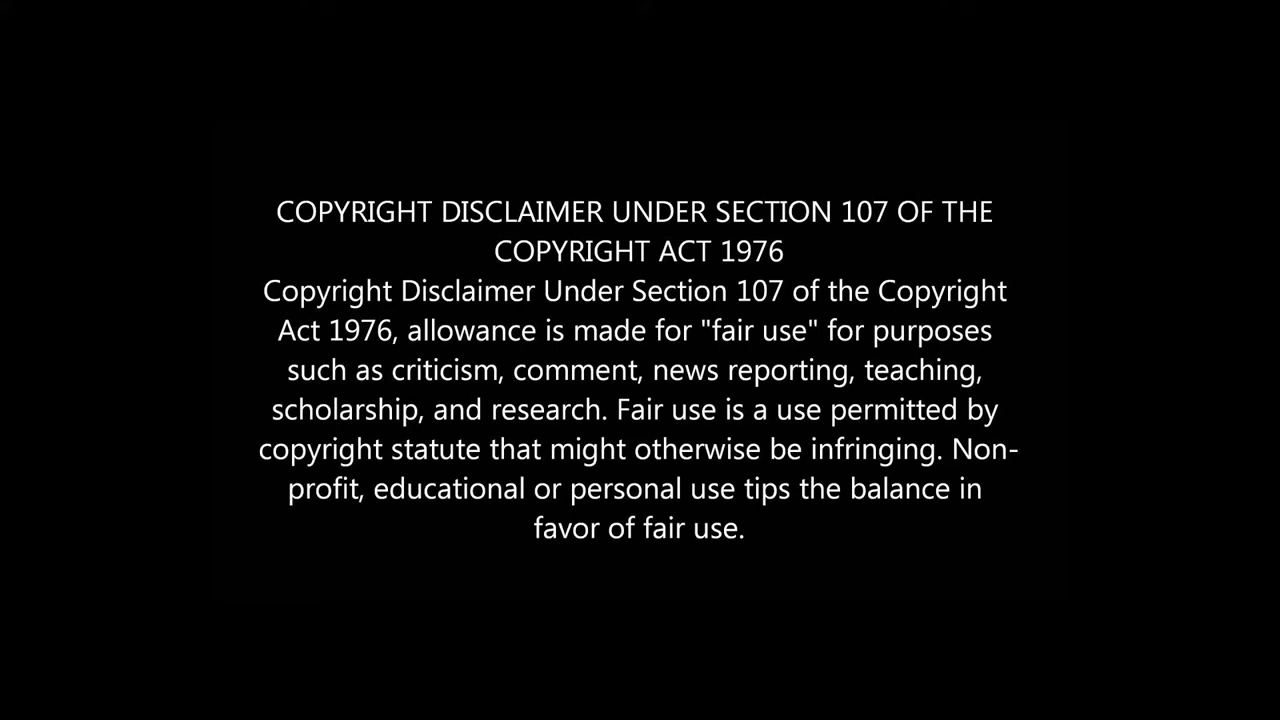 COPYRIGHT DISCLAIMER UNDER SECTION 107 OF THE
COPYRIGHT ACT 1976
Copyright Disclaimer Under Section 107 of the Copyright
Act 1976, allowance is made for "fair use" for purposes
such as criticism, comment, news reporting, teaching,
scholarship, and research. Fair use is a use permitted by
copyright statute that might otherwise be infringing. Non-
profit, educational or personal use tips the balance in
favor of fair use.